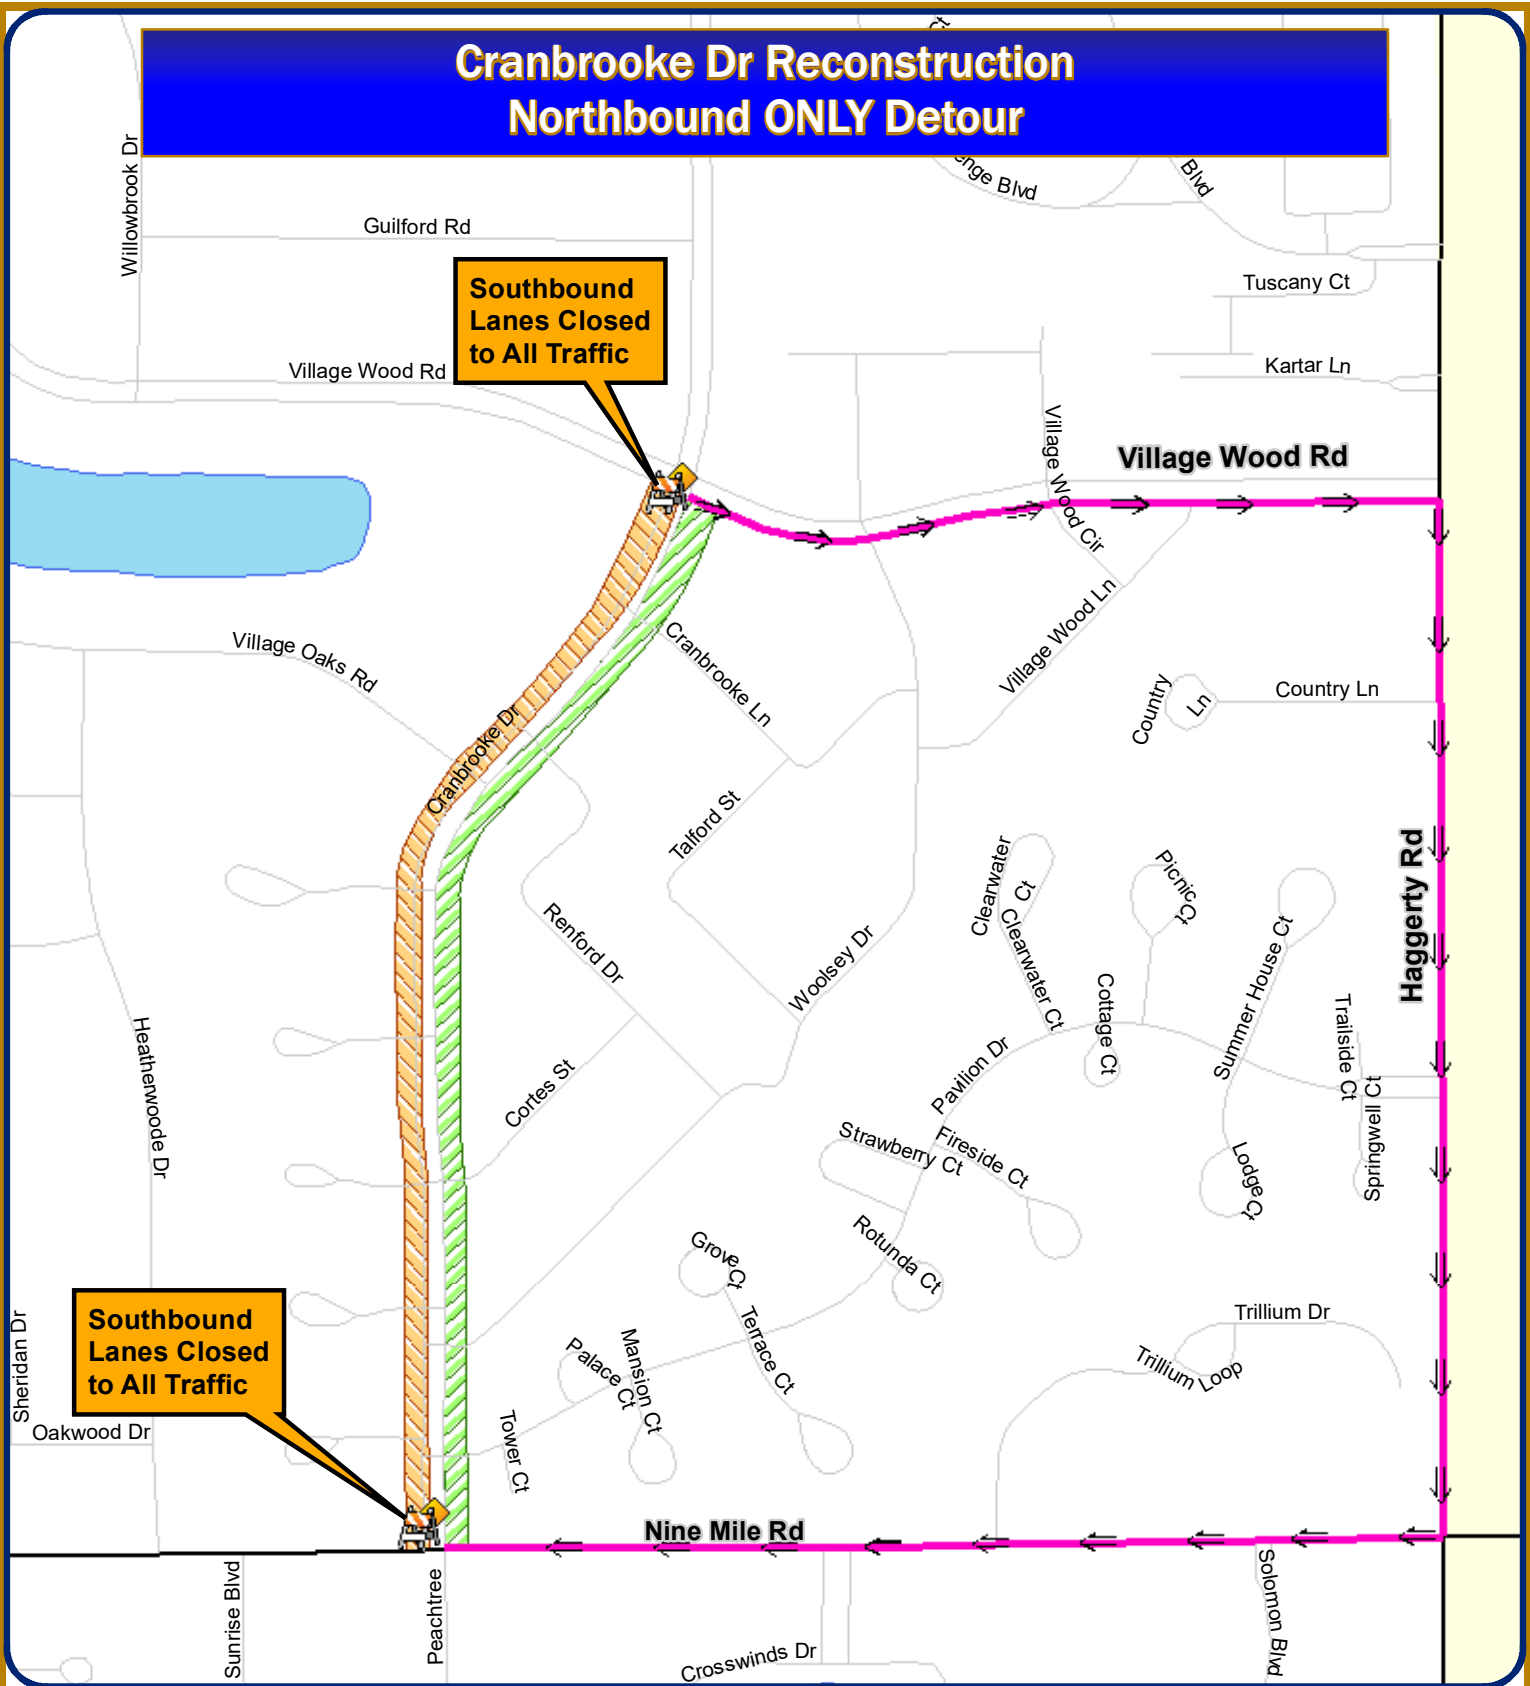 Cranbrooke Dr Reconstruction
Northbound ONLY Detour
Willowbrook Dr
enge Blvd
Blvd
Guilford Rd
Tuscany Ct
Southbound
Lanes Closed
to All Traffic
Village Wood Rd
Kartar Ln
Village Wood Cir
Village Wood Rd
Village Oaks Rd
Cranbrooke Ln
Village Wood Ln
Country
Ln
Country Ln
Cranbrooke Dr
Talford St
Clearwater
Ct
Clearwater Ct
Picnic Ct
Haggerty Rd
Renford Dr
Woolsey Dr
Summer House Ct
Cottage Ct
Trailside Ct
Heatherwoode Dr
Cortes St
Pavilion Dr
Springwell Ct
Strawberry Ct
Fireside Ct
Lodge Ct
Rotunda Ct
Grove Ct
Trillium Dr
Southbound
Lanes Closed
to All Traffic
Sheridan Dr
Terrace Ct
Mansion Ct
Palace Ct
Trillium Loop
Oakwood Dr
Tower Ct
Nine Mile Rd
Sunrise Blvd
Peachtree
Solomon Blvd
Crosswinds Dr